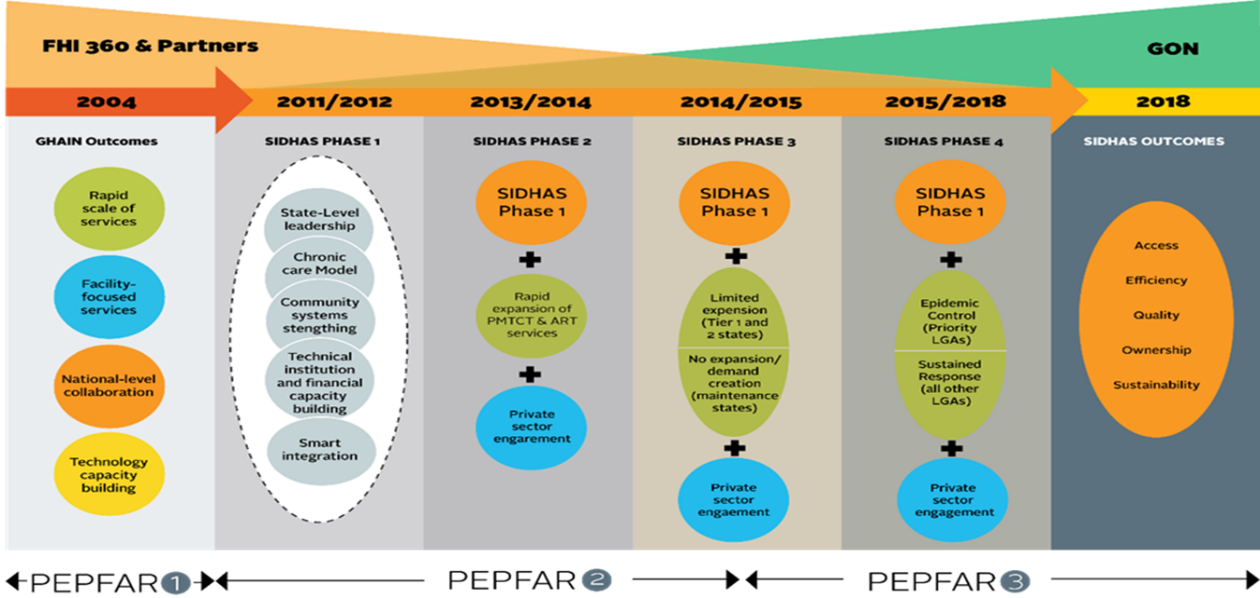 FHI 360 & Partners
GON
2004
2011/2012
2013/2014
2014/2015
2015/2018
2018
GHAIN Outcomes
Rapid
scale of
services
Facility-
focused
services
National-level
collaboration
Technology
capacity
building
SIDHAS PHASE 1
State-Level
leadership
Chronic
care Model
Community
systems
stengthing
Technical
institution
and financial
capacity
building
Smart
integration
SIDHAS PHASE 2
SIDHAS
Phase 1
+
Rapid
expansion of
PMTCT & ART
services
+
Private
sector
engarement
SIDHAS PHASE 3
SIDHAS
Phase 1
+
Limited
expension
(Tier 1 and
2 states)
No expansion/
demand
creation
(maintenance
states)
+
Private
sector
engaement
SIDHAS PHASE 4
SIDHAS
Phase 1
+
Epidemic
Control
(Priority
LGAs)
Sustained
Response
(all other
LGAs)
+
Private
sector
engagement
SIDHAS OUTCOMES
Access
Efficiency
Quality
Ownership
Sustainability
PEPFAR 1
PEPFAR 2
PEPFAR 3